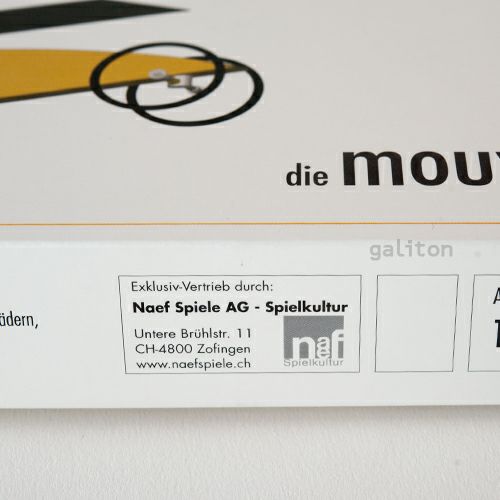 die
galiton
ädern,
Exklusiv-Vertrieb durch:
Naef Spiele AG - Spielkultur
Untere Brühlstr. 11
CH-4800 Zofingen
www.naefspiele.ch
naef
Spielkultur